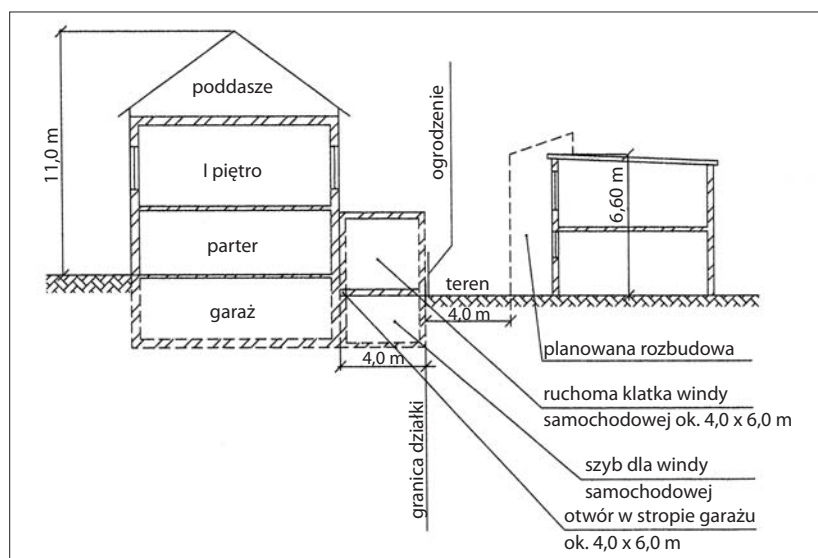 poddasze
11,0 m
I piętro
parter
garaż
4,0 m
granica działki
ogrodzenie
teren
4,0 m
6,60 m
planowana rozbudowa
ruchoma klatka windy
samochodowej ok. 4,0 x 6,0 m
szyb dla windy
samochodowej
otwór w stropie garażu
ok. 4,0 x 6,0 m